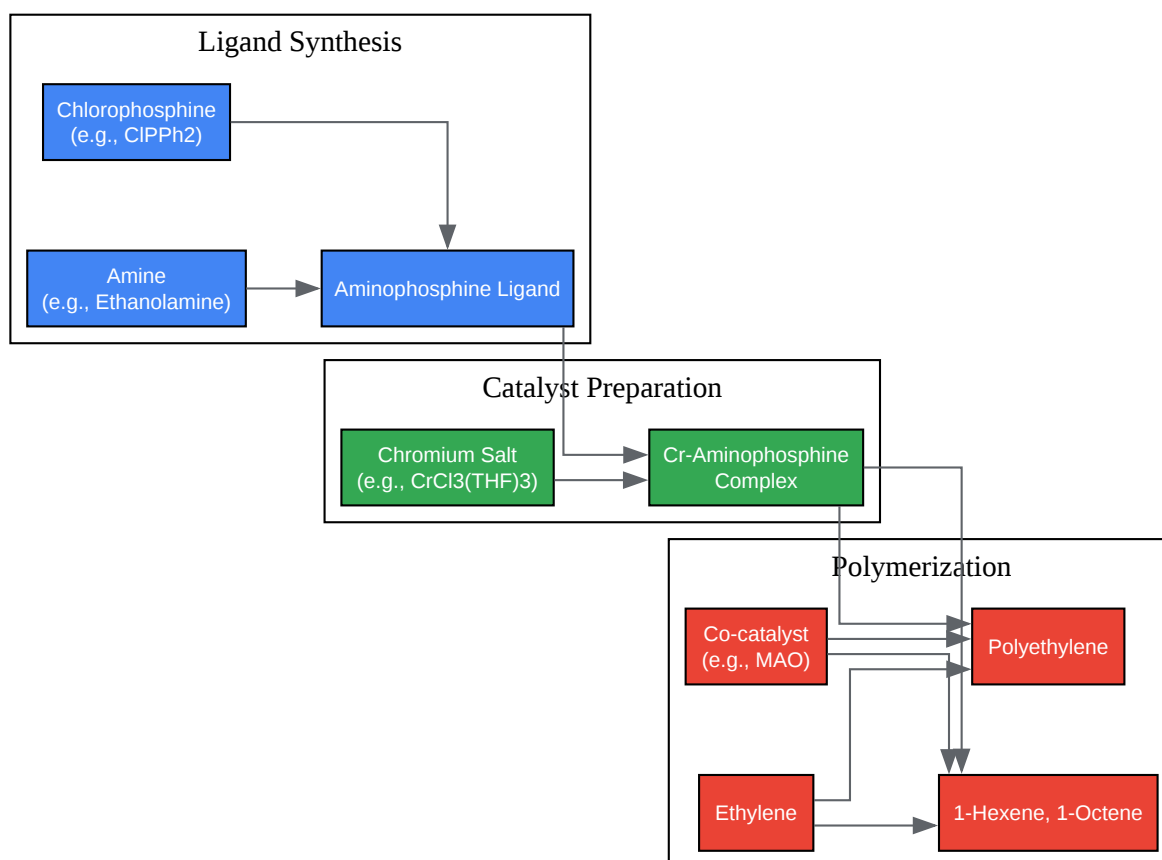 Ligand Synthesis
Chlorophosphine
(e.g., ClPPh2)
Amine
(e.g., Ethanolamine)
Aminophosphine Ligand
Catalyst Preparation
Chromium Salt
(e.g., CrCl3(THF)3)
Cr-Aminophosphine
Complex
Polymerization
Co-catalyst
(e.g., MAO)
Polyethylene
Ethylene
1-Hexene, 1-Octene